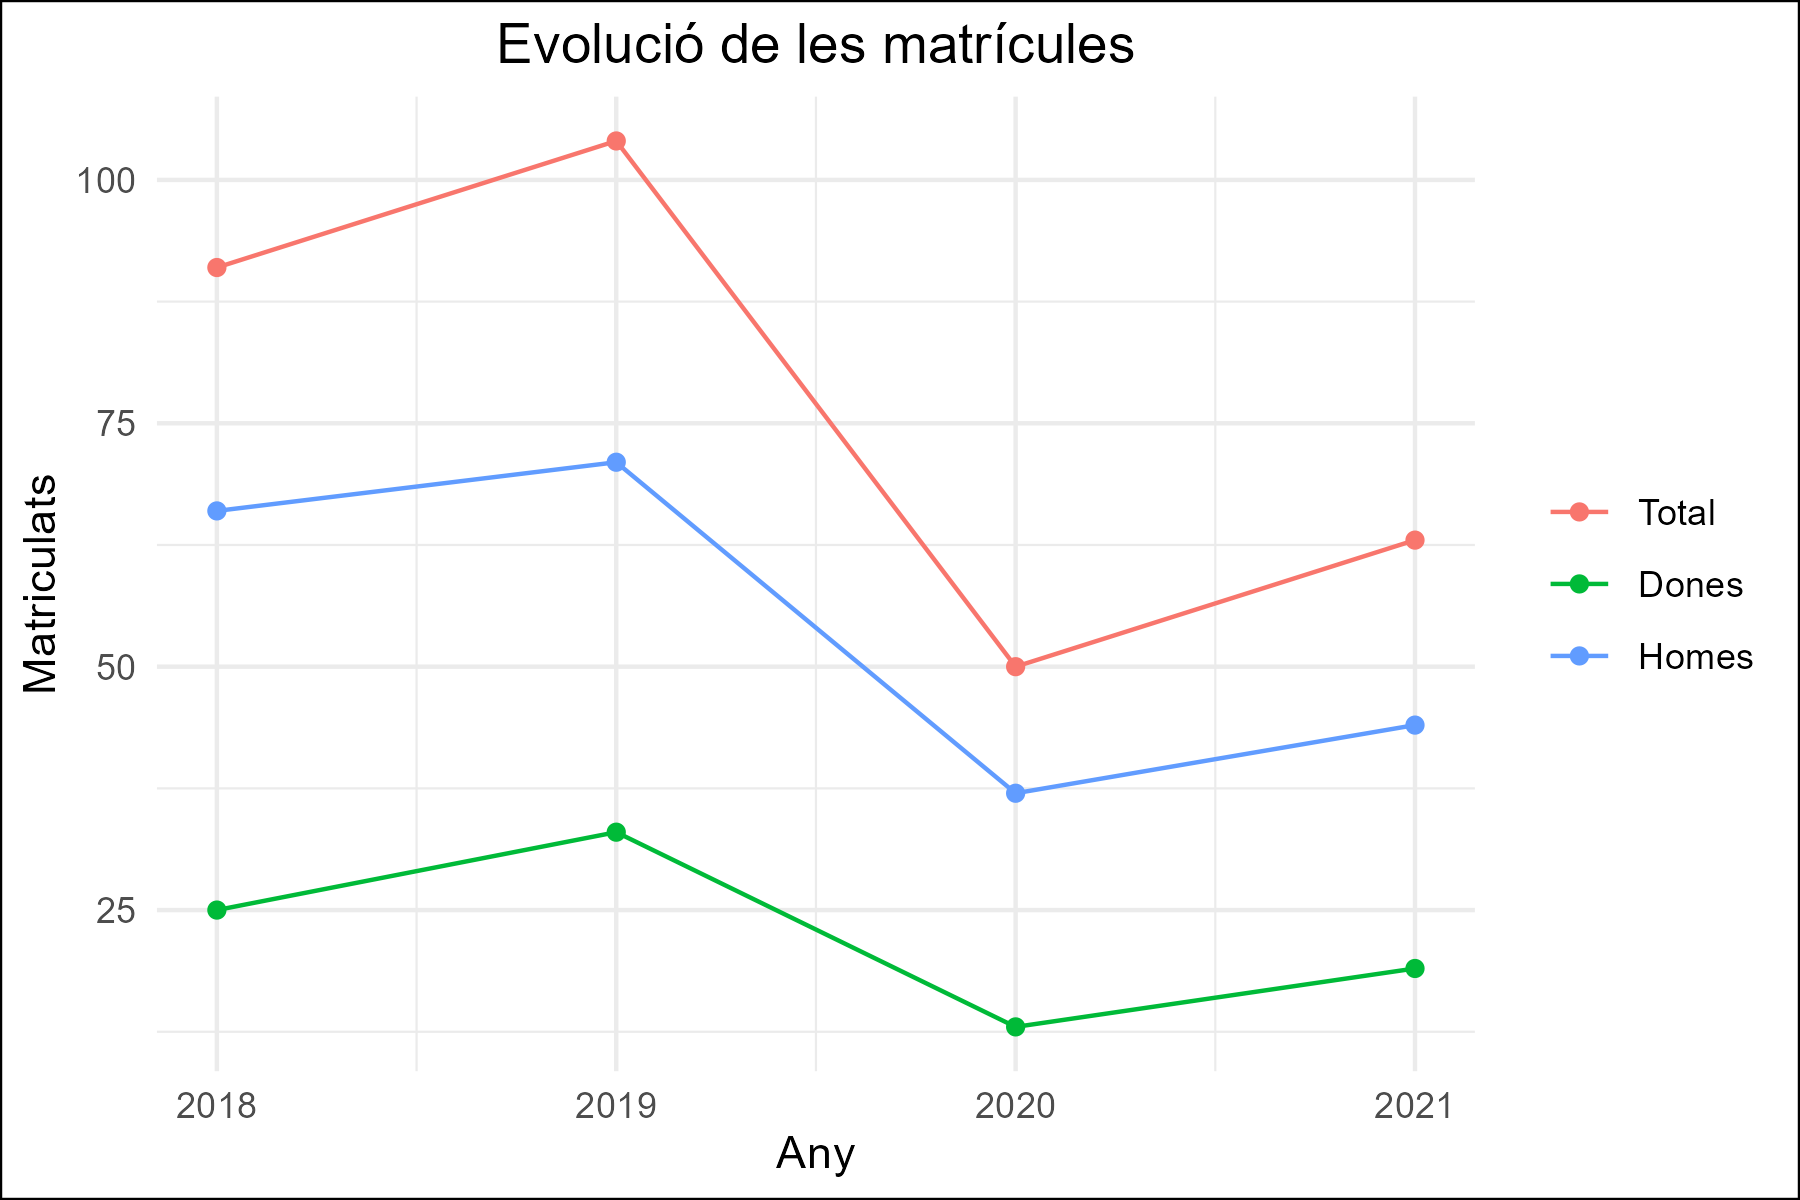 Evolució de les matrícules
100
75
50
25
Matriculats
2018
2019
2020
2021
Any
Total
Dones
Homes